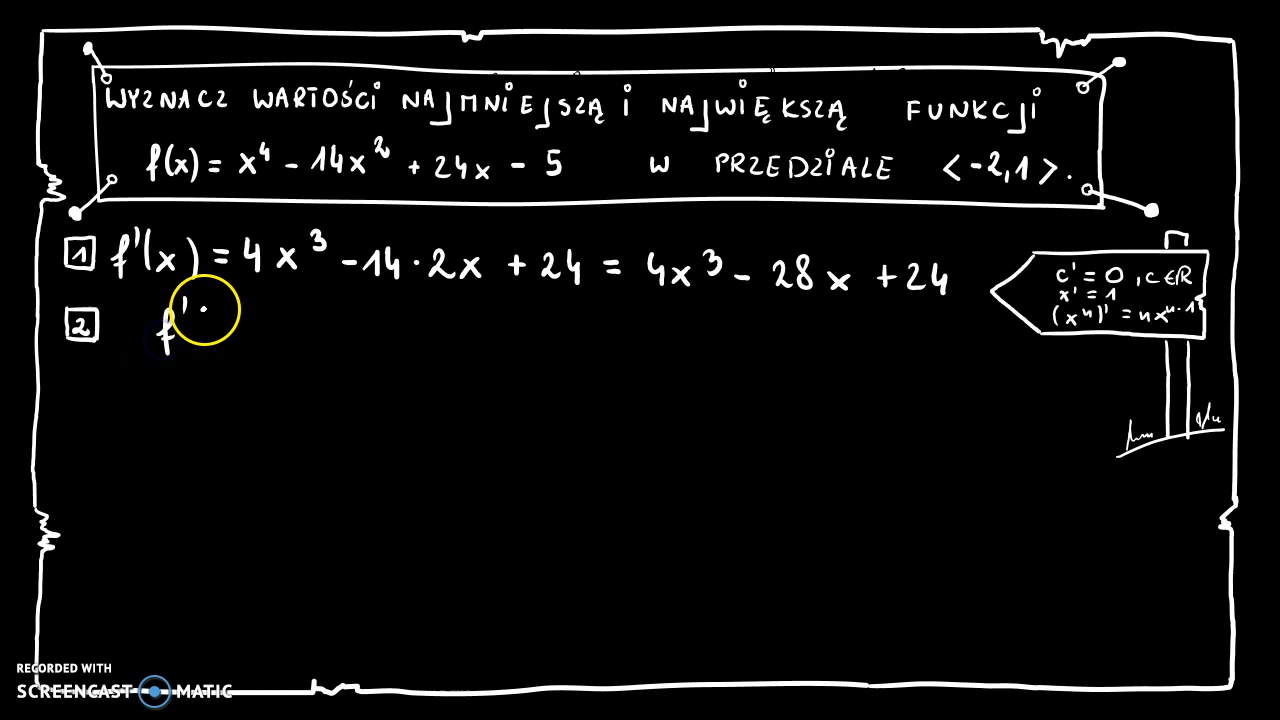 WYZNACZ WARTOŚCi NAJMNiEJSZĄ i NAJWiĘKSZĄ FUNKCJi
f(x) = x⁴ - 14x² + 24x - 5 W PRZEDZiALE <-2,1>.
1 f'(x) = 4x³ - 14·2x + 24 = 4x³ - 28x + 24
c' = 0, c∈R
x' = 1
(xⁿ)' = nxⁿ⁻¹
2 f'
RECORDED WITH
SCREENCAST MATIC